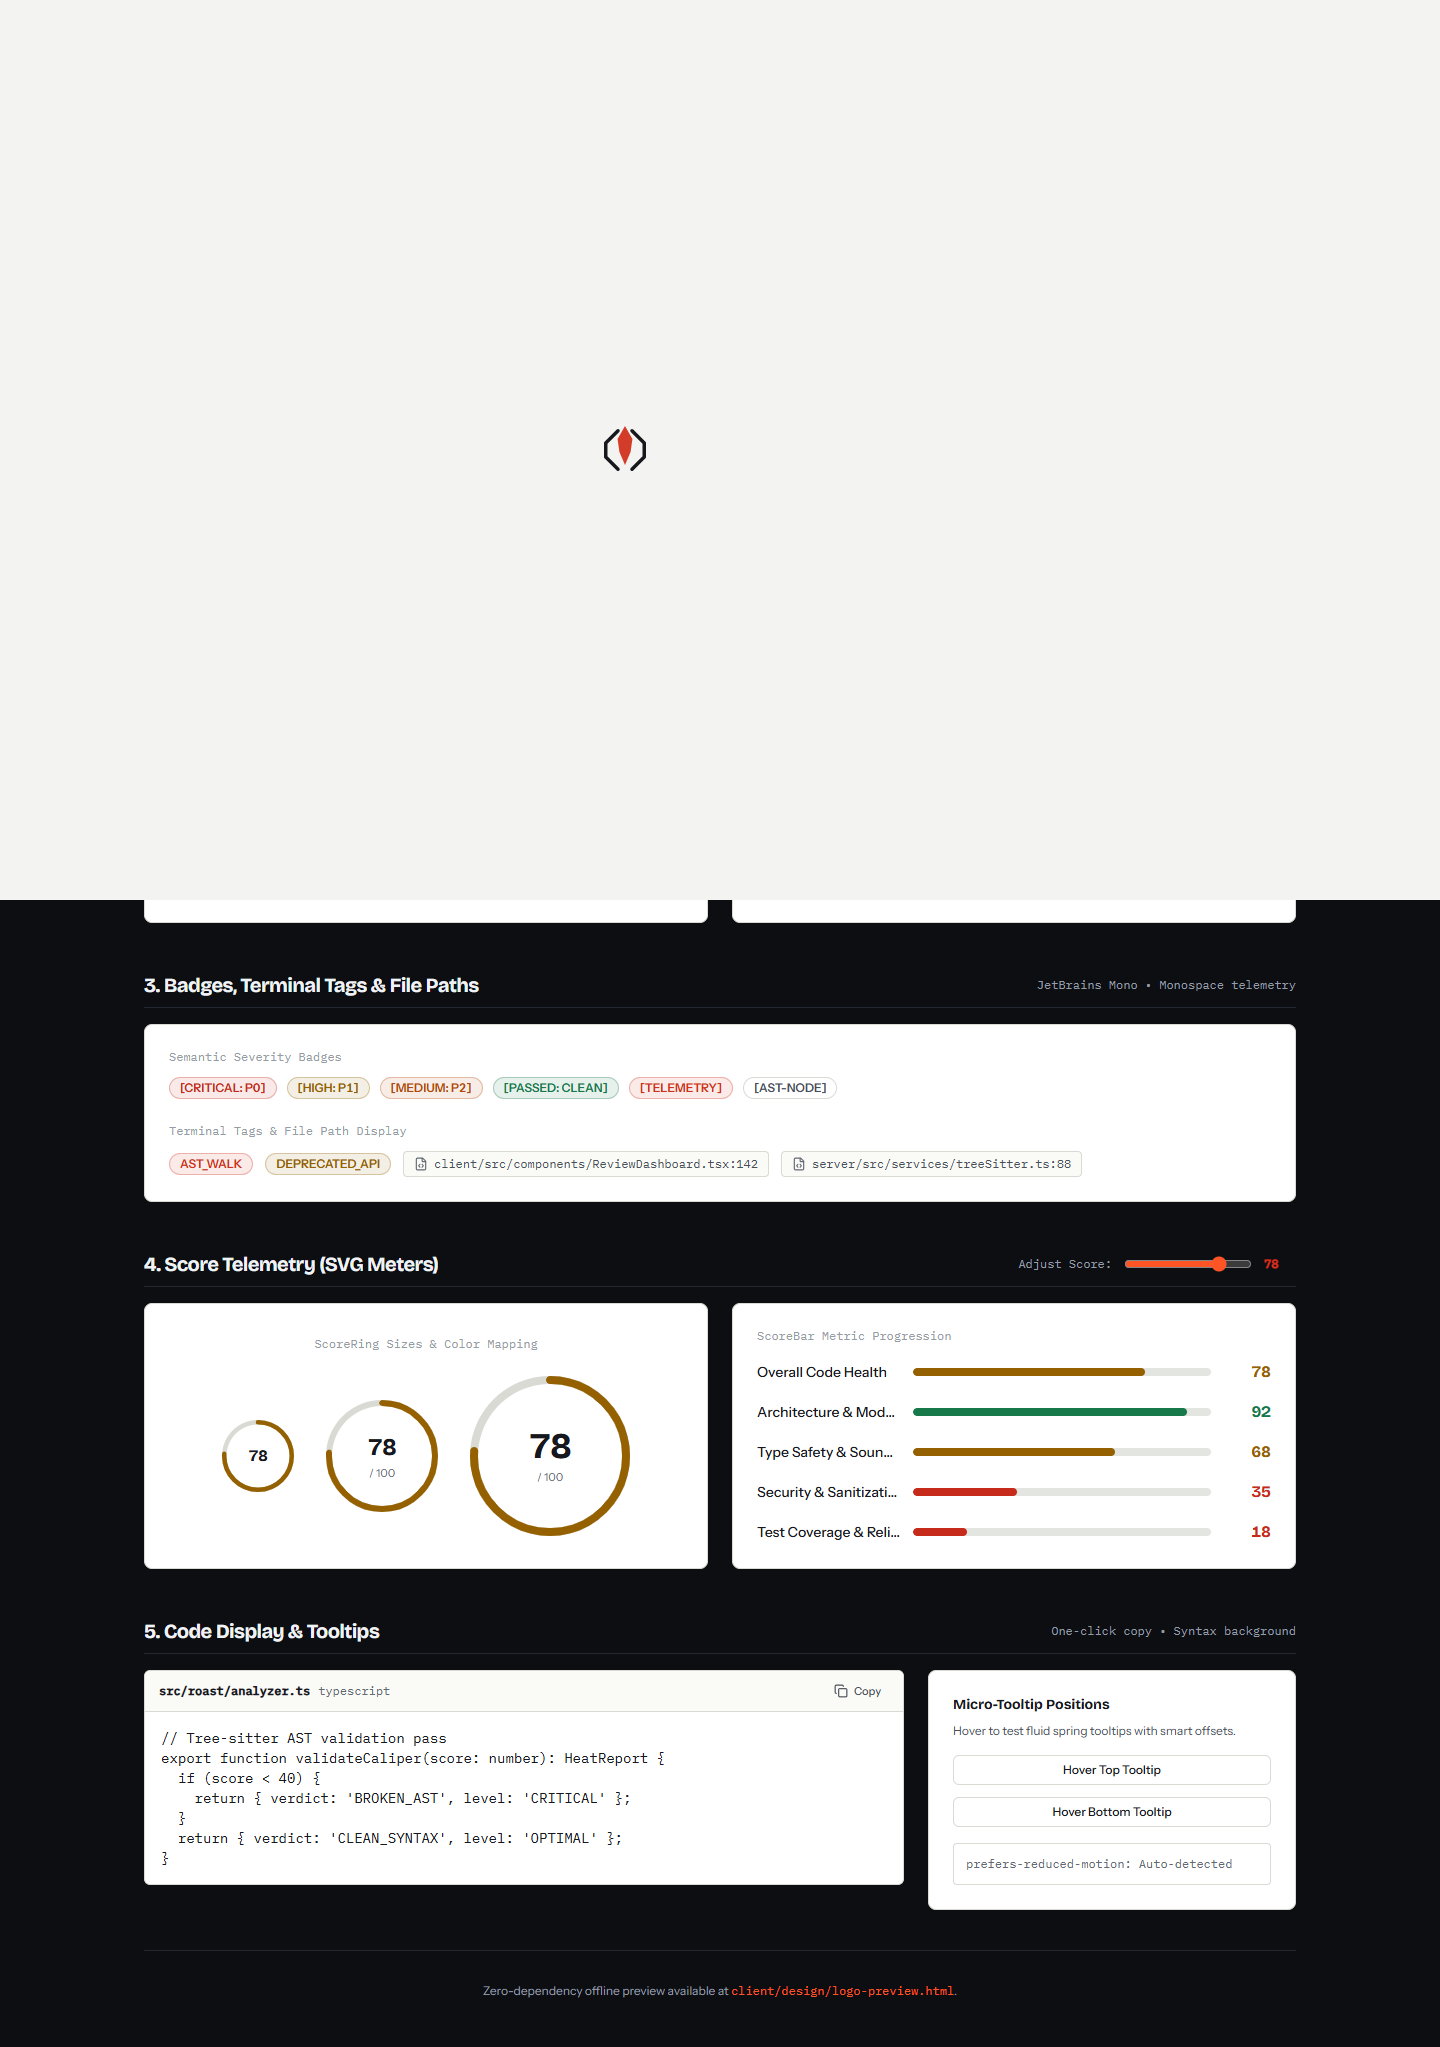 3. Badges, Terminal Tags & File Paths
JetBrains Mono • Monospace telemetry
Semantic Severity Badges
[CRITICAL: P0] [HIGH: P1] [MEDIUM: P2] [PASSED: CLEAN] [TELEMETRY] [AST-NODE]
Terminal Tags & File Path Display
AST_WALK DEPRECATED_API client/src/components/ReviewDashboard.tsx:142 server/src/services/treeSitter.ts:88
4. Score Telemetry (SVG Meters)
Adjust Score: 78
ScoreRing Sizes & Color Mapping
78
78
/ 100
78
/ 100
ScoreBar Metric Progression
Overall Code Health 78
Architecture & Mod... 92
Type Safety & Soun... 68
Security & Sanitizati... 35
Test Coverage & Reli... 18
5. Code Display & Tooltips
One-click copy • Syntax background
src/roast/analyzer.ts typescript Copy
// Tree-sitter AST validation pass
export function validateCaliper(score: number): HeatReport {
  if (score < 40) {
    return { verdict: 'BROKEN_AST', level: 'CRITICAL' };
  }
  return { verdict: 'CLEAN_SYNTAX', level: 'OPTIMAL' };
}
Micro-Tooltip Positions
Hover to test fluid spring tooltips with smart offsets.
Hover Top Tooltip
Hover Bottom Tooltip
prefers-reduced-motion: Auto-detected
Zero-dependency offline preview available at client/design/logo-preview.html.